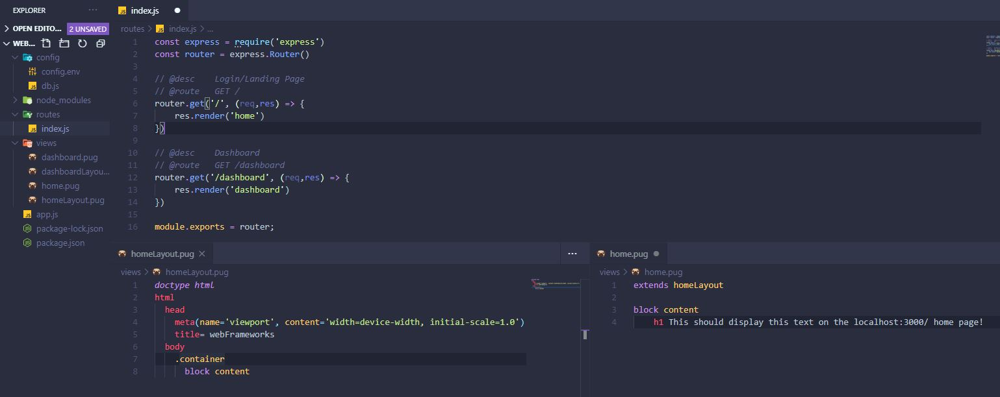 EXPLORER
···
OPEN EDITO... 2 UNSAVED
WEB...
config
config.env
db.js
node_modules
routes
index.js
views
dashboard.pug
dashboardLayou...
home.pug
homeLayout.pug
app.js
package-lock.json
package.json
JS index.js
routes > JS index.js > ...
1 const express = require('express')
2 const router = express.Router()
3
4 // @desc    Login/Landing Page
5 // @route   GET /
6 router.get('/', (req,res) => {
7     res.render('home')
8 })
9
10 // @desc    Dashboard
11 // @route   GET /dashboard
12 router.get('/dashboard', (req,res) => {
13     res.render('dashboard')
14 })
15
16 module.exports = router;
homeLayout.pug
···
views > homeLayout.pug
1 doctype html
2 html
3   head
4     meta(name='viewport', content='width=device-width, initial-scale=1.0')
5     title= webFrameworks
6   body
7     .container
8       block content
home.pug
views > home.pug
1 extends homeLayout
2
3 block content
4     h1 This should display this text on the localhost:3000/ home page!